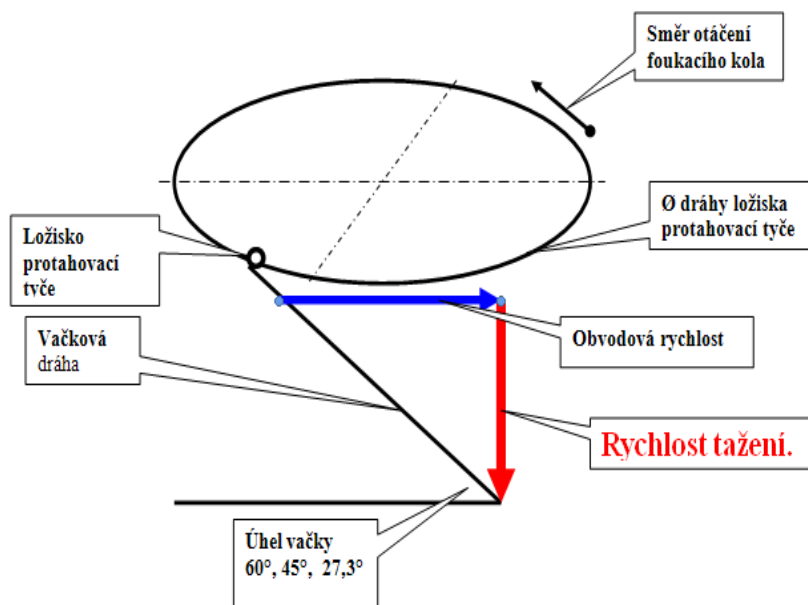 Směr otáčení
foukacího kola
Ø dráhy ložiska
protahovací tyče
Ložisko
protahovací
tyče
Vačková
dráha
Obvodová rychlost
Rychlost tažení.
Úhel vačky
60°, 45°, 27,3°